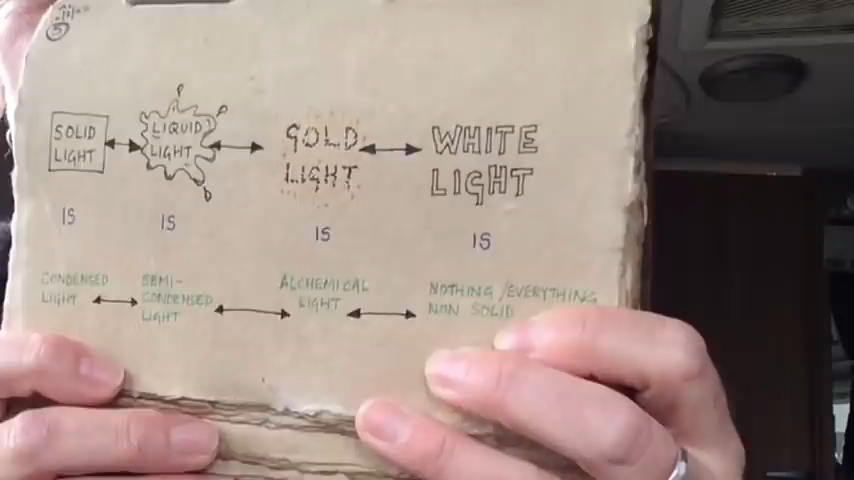 5
SOLID
LIGHT
LIQUID
LIGHT
GOLD
LIGHT
WHITE
LIGHT
IS
IS
IS
IS
CONDENSED
LIGHT
SEMI-
CONDENSED
LIGHT
ALCHEMICAL
LIGHT
NOTHING/EVERYTHING
NON SOLID